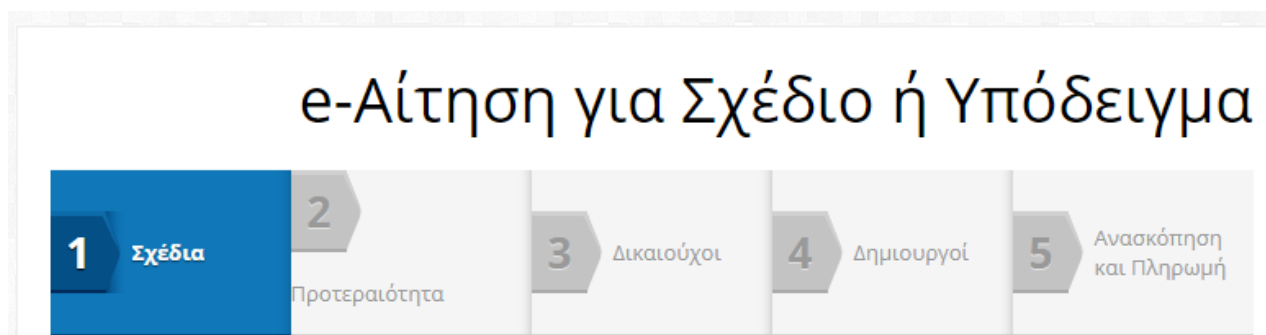 e-Αίτηση για Σχέδιο ή Υπόδειγμα
1 Σχέδια
2
Προτεραιότητα
3 Δικαιούχοι
4 Δημιουργοί
5 Ανασκόπηση
και Πληρωμή